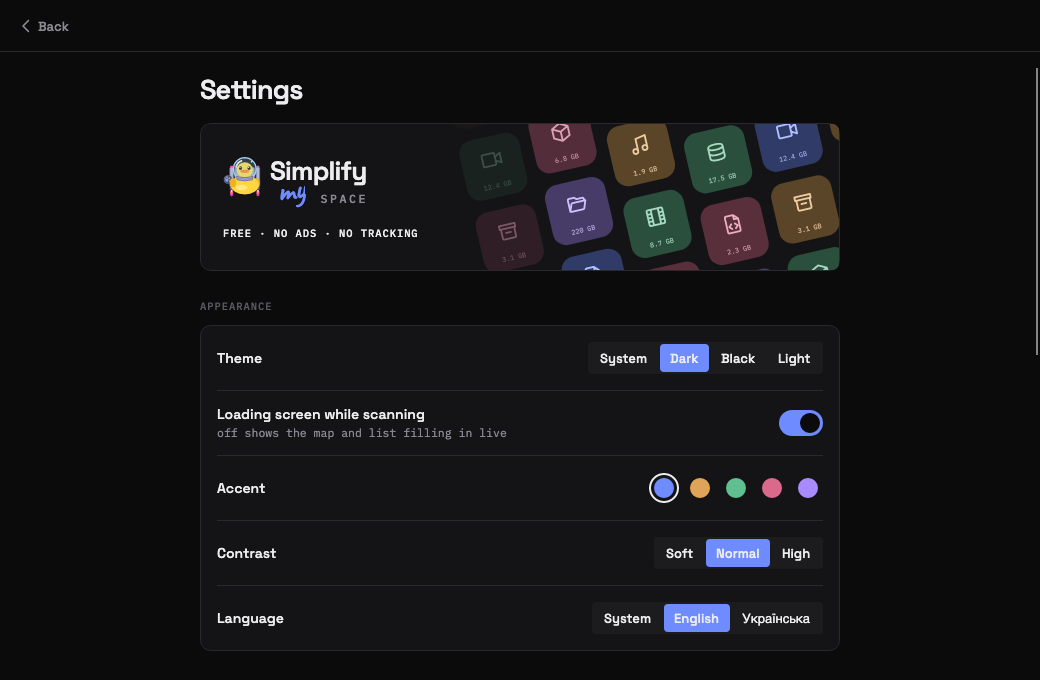 Back
Settings
Simplify
my SPACE
FREE · NO ADS · NO TRACKING
12.4 GB
6.8 GB
1.9 GB
17.5 GB
12.4 GB
3.1 GB
220 GB
8.7 GB
2.3 GB
3.1 GB
APPEARANCE
Theme System Dark Black Light
Loading screen while scanning
off shows the map and list filling in live
Accent
Contrast Soft Normal High
Language System English Українська